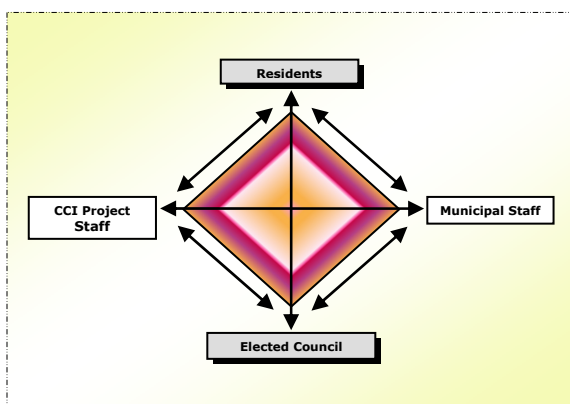 Residents
CCI Project
Staff
Municipal Staff
Elected Council